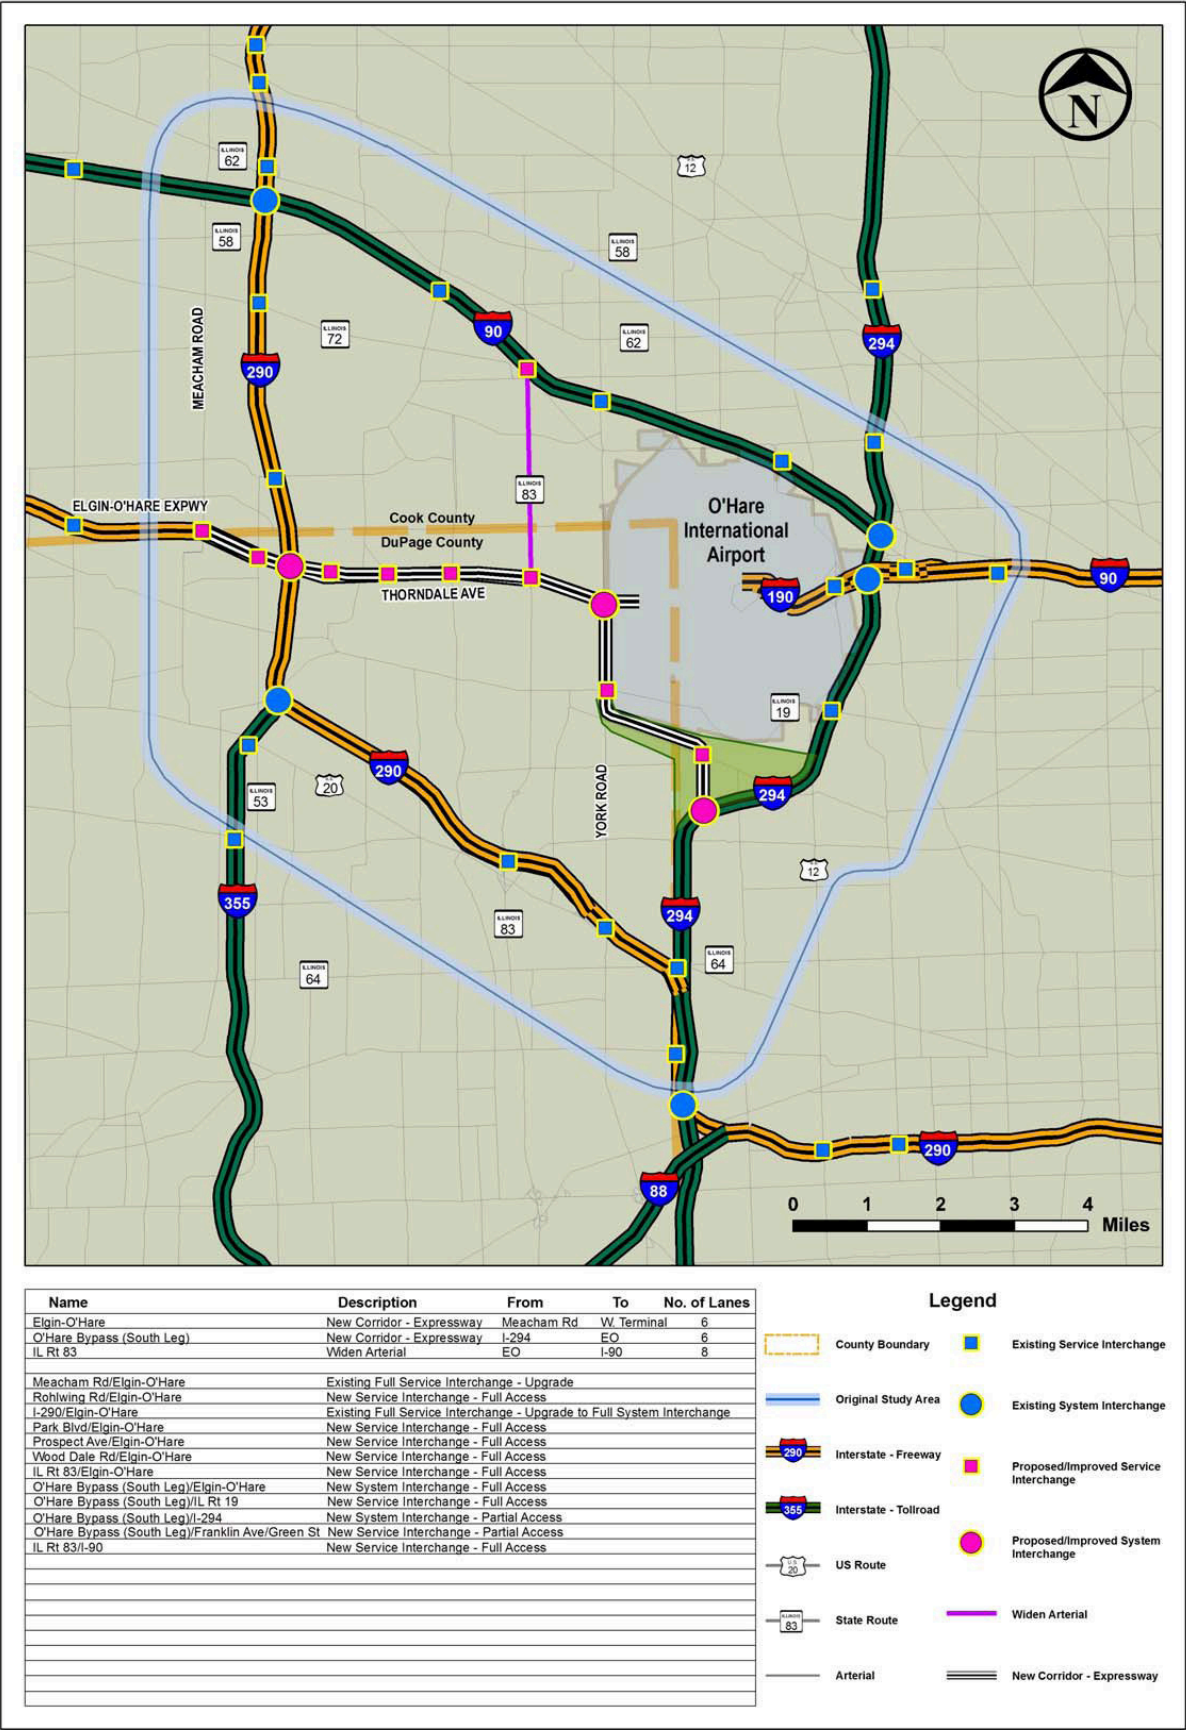 N
ILLINOIS
62
U S
12
ILLINOIS
58
ILLINOIS
58
MEACHAM ROAD
ILLINOIS
72
90
ILLINOIS
62
294
290
ELGIN-O'HARE EXPWY
ILLINOIS
83
Cook County
DuPage County
O'Hare
International
Airport
THORNDALE AVE
190
90
ILLINOIS
19
290
U S
20
ILLINOIS
53
YORK ROAD
294
U S
12
355
294
ILLINOIS
83
ILLINOIS
64
ILLINOIS
64
290
88
0 1 2 3 4
Miles
Name Description From To No. of Lanes
Elgin-O'Hare New Corridor - Expressway Meacham Rd W. Terminal 6
O'Hare Bypass (South Leg) New Corridor - Expressway I-294 EO 6
IL Rt 83 Widen Arterial EO I-90 8
Meacham Rd/Elgin-O'Hare Existing Full Service Interchange - Upgrade
Rohlwing Rd/Elgin-O'Hare New Service Interchange - Full Access
I-290/Elgin-O'Hare Existing Full Service Interchange - Upgrade to Full System Interchange
Park Blvd/Elgin-O'Hare New Service Interchange - Full Access
Prospect Ave/Elgin-O'Hare New Service Interchange - Full Access
Wood Dale Rd/Elgin-O'Hare New Service Interchange - Full Access
IL Rt 83/Elgin-O'Hare New Service Interchange - Full Access
O'Hare Bypass (South Leg)/Elgin-O'Hare New System Interchange - Full Access
O'Hare Bypass (South Leg)/IL Rt 19 New Service Interchange - Full Access
O'Hare Bypass (South Leg)/I-294 New System Interchange - Partial Access
O'Hare Bypass (South Leg)/Franklin Ave/Green St New Service Interchange - Partial Access
IL Rt 83/I-90 New Service Interchange - Full Access
Legend
County Boundary
Existing Service Interchange
Original Study Area
Existing System Interchange
290
Interstate - Freeway
Proposed/Improved Service
Interchange
355
Interstate - Tollroad
Proposed/Improved System
Interchange
U S
20
US Route
ILLINOIS
83
State Route
Widen Arterial
Arterial
New Corridor - Expressway